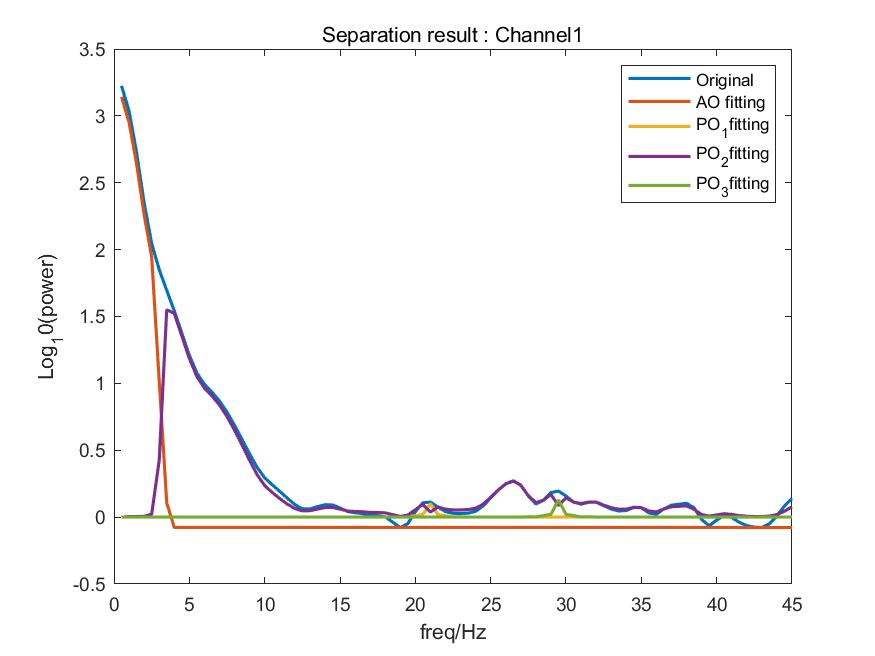 Separation result : Channel1
3.5
3
2.5
2
1.5
1
0.5
0
-0.5
Log₁0(power)
0 5 10 15 20 25 30 35 40 45
freq/Hz
Original
AO fitting
PO₁fitting
PO₂fitting
PO₃fitting